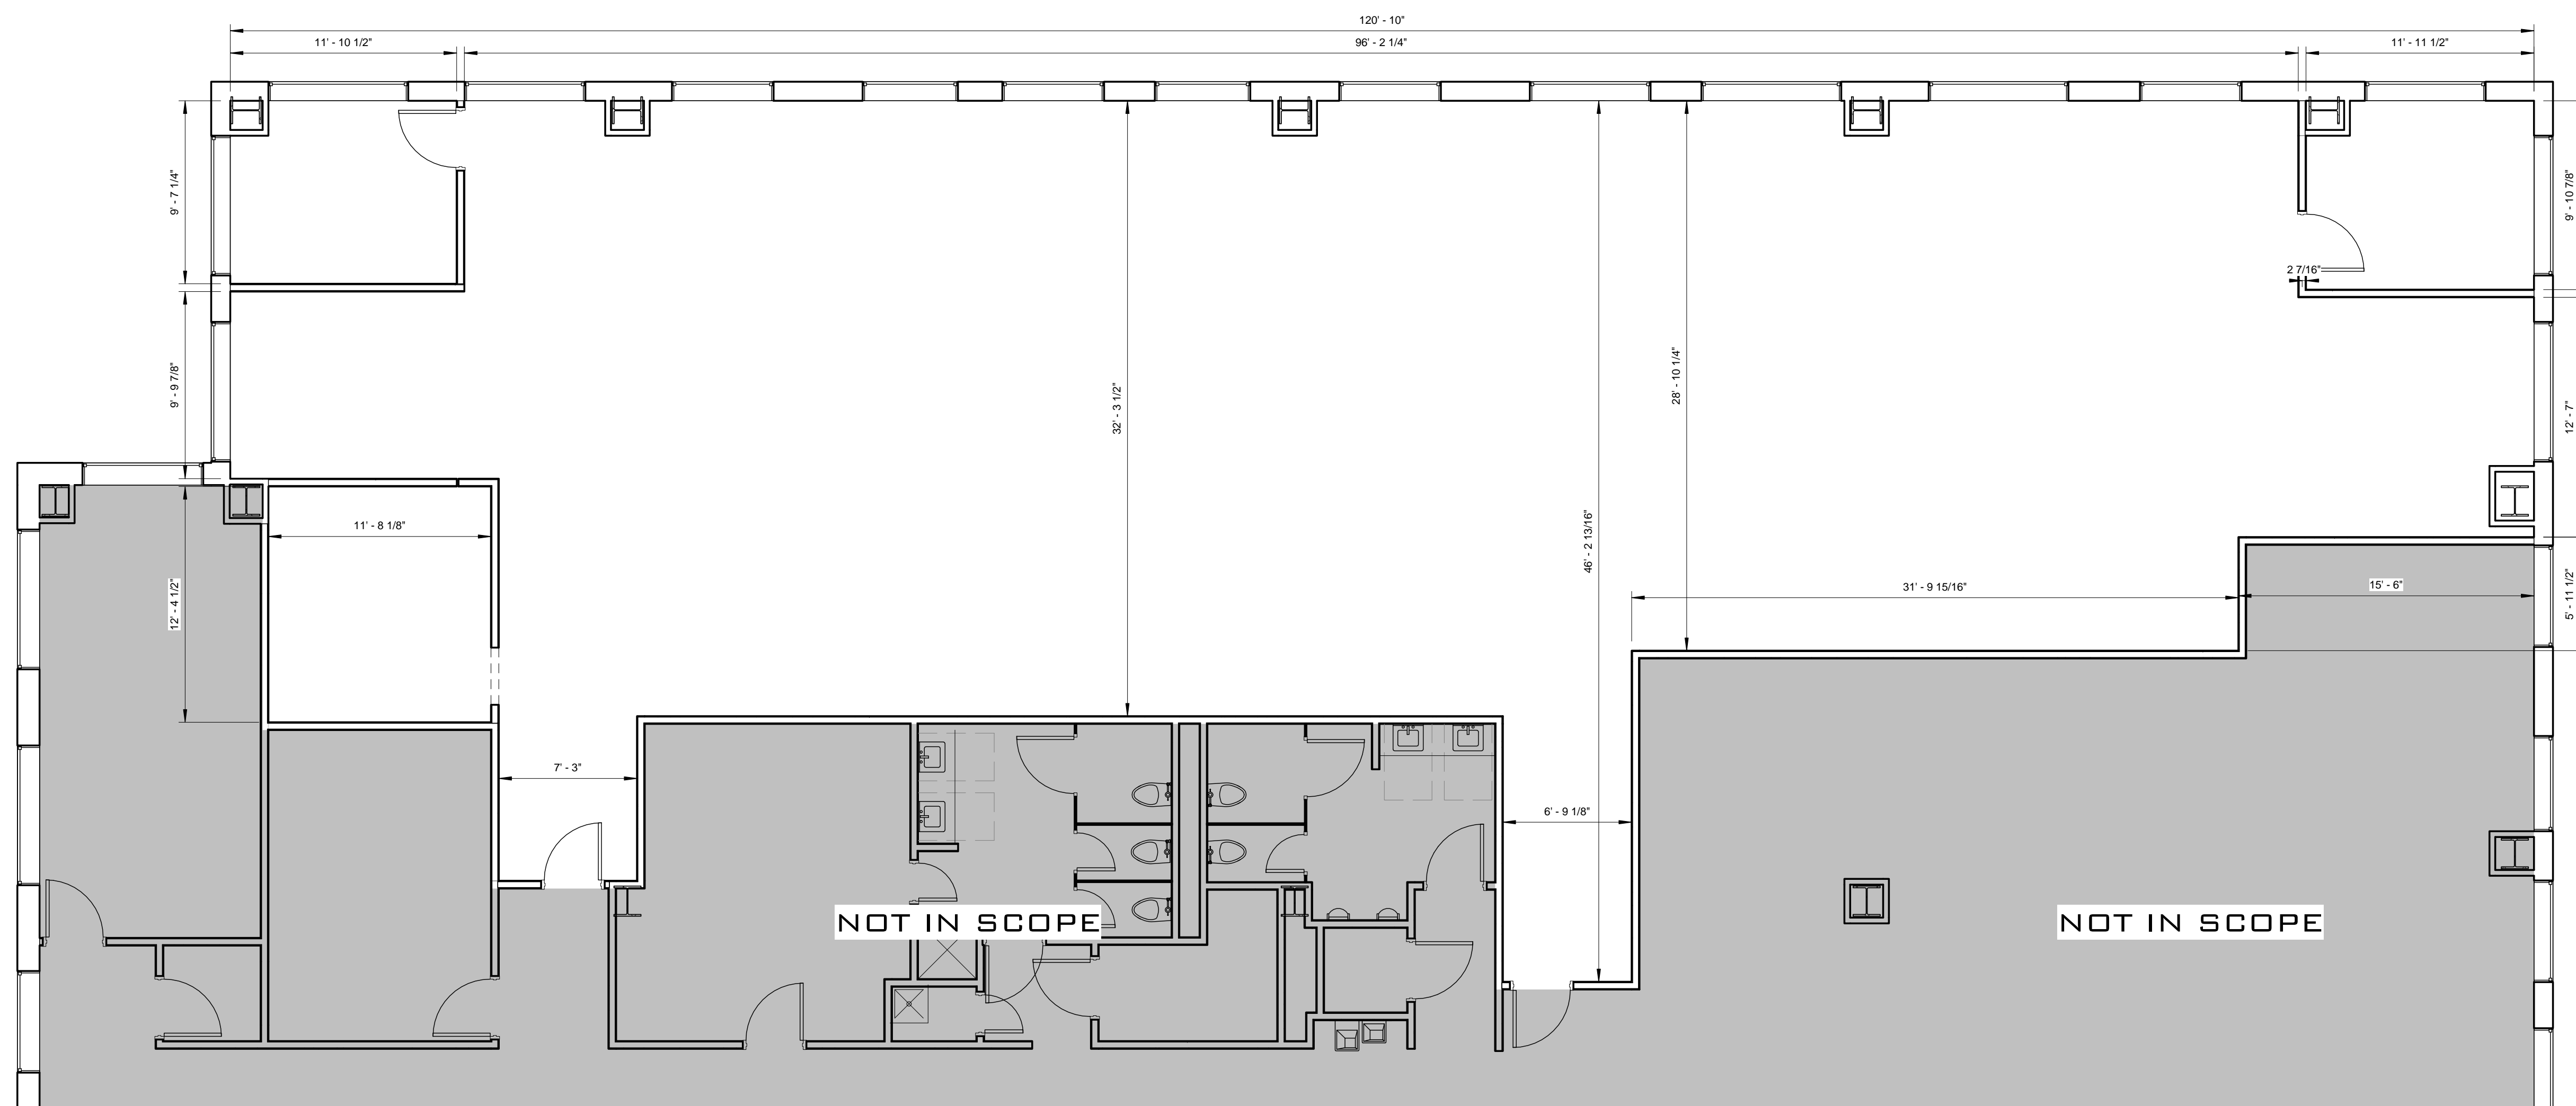 120' - 10"
11' - 10 1/2"
96' - 2 1/4"
11' - 11 1/2"
9' - 7 1/4"
9' - 10 7/8"
2 7/16"
9' - 9 7/8"
32' - 3 1/2"
28' - 10 1/4"
12' - 7"
11' - 8 1/8"
46' - 2 13/16"
12' - 4 1/2"
31' - 9 15/16"
15' - 6"
5' - 11 1/2"
7' - 3"
6' - 9 1/8"
NOT IN SCOPE
NOT IN SCOPE